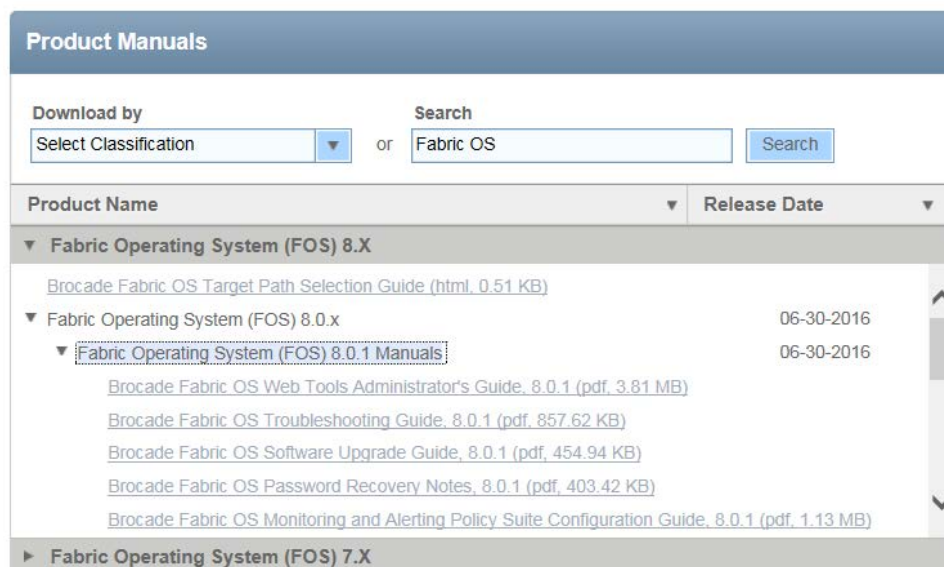 Product Manuals
Download by Search
Select Classification or Fabric OS Search
Product Name Release Date
Fabric Operating System (FOS) 8.X
Brocade Fabric OS Target Path Selection Guide (html, 0.51 KB)
Fabric Operating System (FOS) 8.0.x 06-30-2016
Fabric Operating System (FOS) 8.0.1 Manuals 06-30-2016
Brocade Fabric OS Web Tools Administrator's Guide, 8.0.1 (pdf, 3.81 MB)
Brocade Fabric OS Troubleshooting Guide, 8.0.1 (pdf, 857.62 KB)
Brocade Fabric OS Software Upgrade Guide, 8.0.1 (pdf, 454.94 KB)
Brocade Fabric OS Password Recovery Notes, 8.0.1 (pdf, 403.42 KB)
Brocade Fabric OS Monitoring and Alerting Policy Suite Configuration Guide, 8.0.1 (pdf, 1.13 MB)
Fabric Operating System (FOS) 7.X